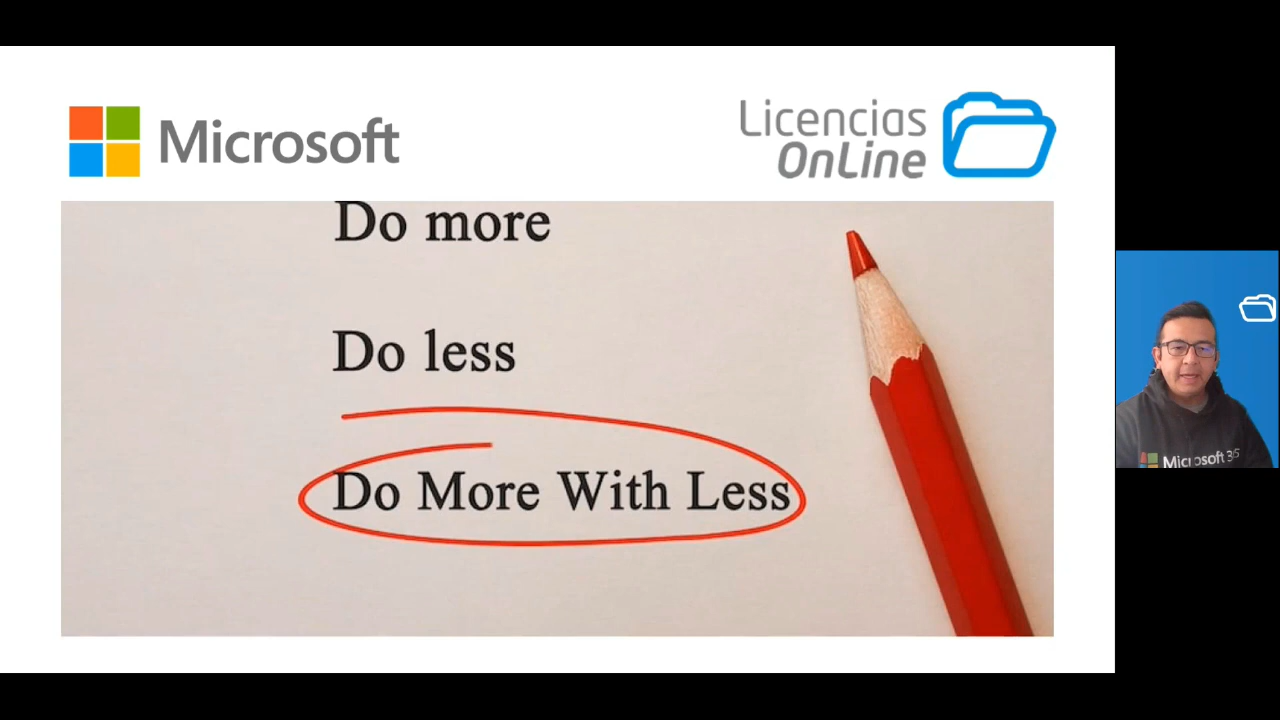 Microsoft
Licencias
OnLine
Do more
Do less
Do More With Less
Microsoft 365